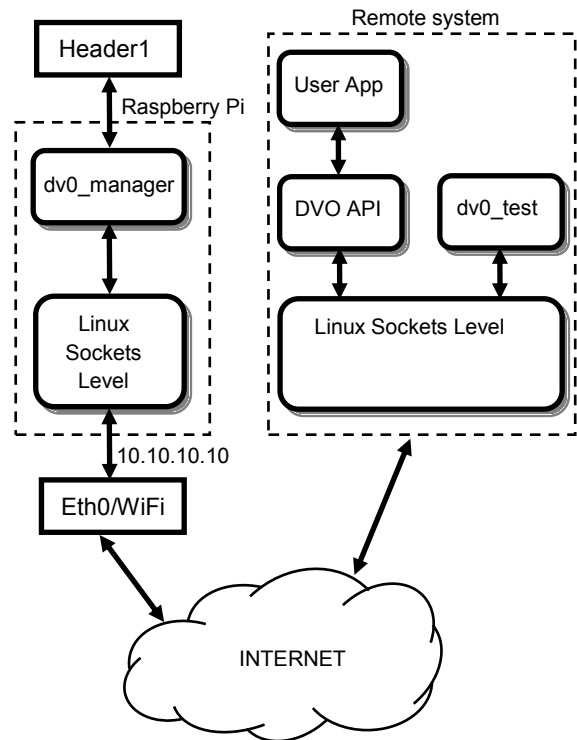 Header1
Raspberry Pi
dv0_manager
Linux
Sockets
Level
10.10.10.10
Eth0/WiFi
Remote system
User App
DVO API
dv0_test
Linux Sockets Level
INTERNET